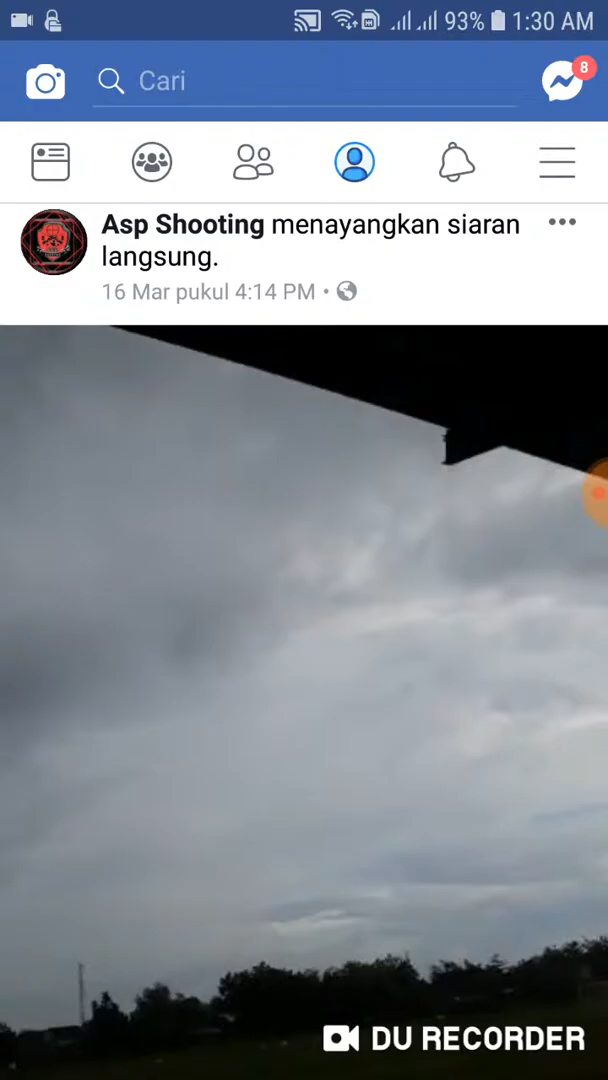 93% 1:30 AM
Cari
8
Asp Shooting menayangkan siaran
langsung.
16 Mar pukul 4:14 PM •
DU RECORDER